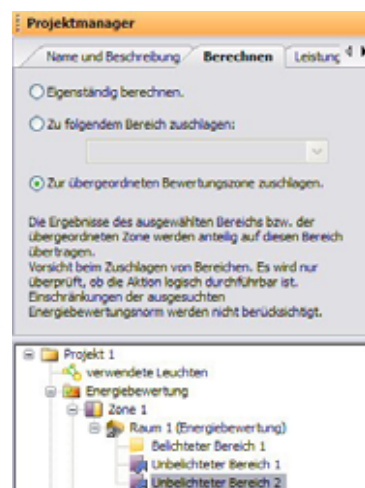 Projektmanager
Name und Beschreibung Berechnen Leistung
Eigenständig berechnen.
Zu folgendem Bereich zuschlagen:
Zur übergeordneten Bewertungszone zuschlagen.
Die Ergebnisse des ausgewählten Bereichs bzw. der
übergeordneten Zone werden anteilig auf diesen Bereich
übertragen.
Vorsicht beim Zuschlagen von Bereichen. Es wird nur
überprüft, ob die Aktion logisch durchführbar ist.
Einschränkungen der ausgesuchten
Energiebewertungsnorm werden nicht berücksichtigt.
Projekt 1
verwendete Leuchten
Energiebewertung
Zone 1
Raum 1 (Energiebewertung)
Belichteter Bereich 1
Unbelichteter Bereich 1
Unbelichteter Bereich 2